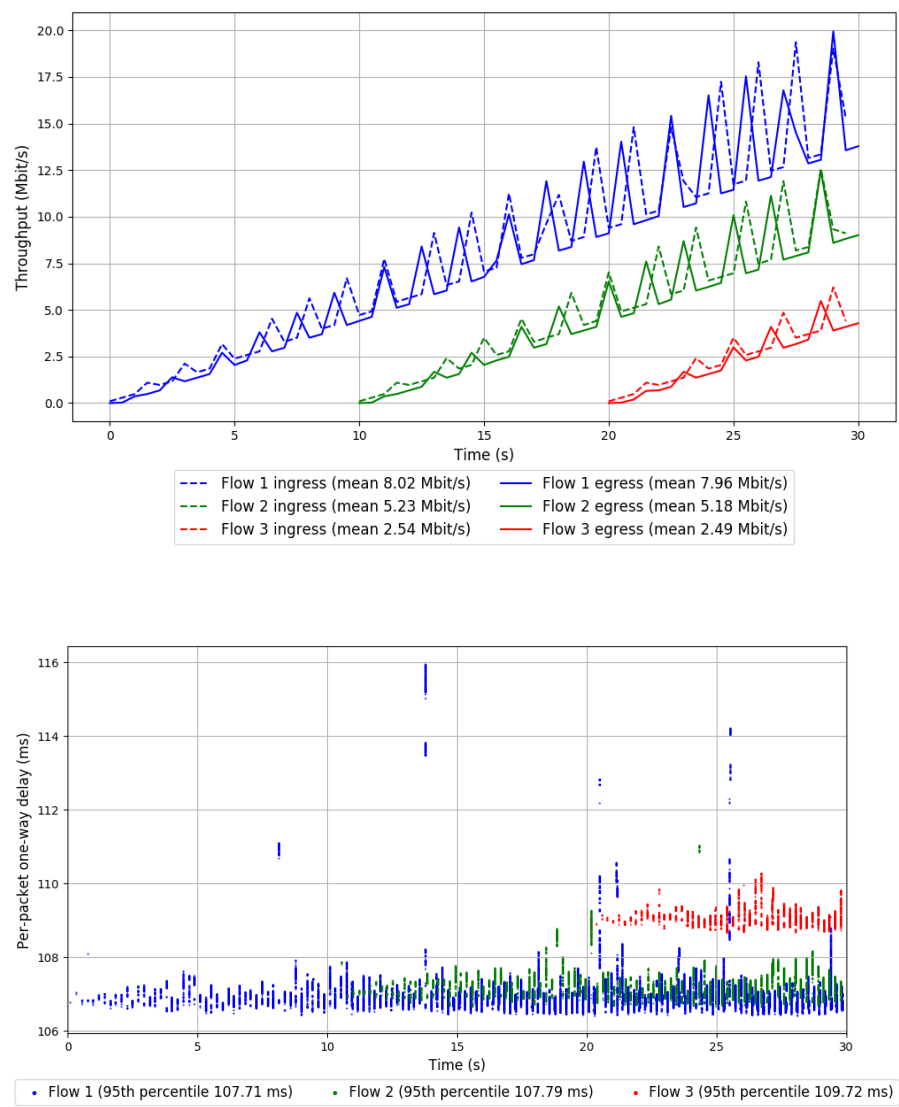 20.0
17.5
15.0
12.5
10.0
7.5
5.0
2.5
0.0
Throughput (Mbit/s)
0 5 10 15 20 25 30
Time (s)
Flow 1 ingress (mean 8.02 Mbit/s) Flow 1 egress (mean 7.96 Mbit/s)
Flow 2 ingress (mean 5.23 Mbit/s) Flow 2 egress (mean 5.18 Mbit/s)
Flow 3 ingress (mean 2.54 Mbit/s) Flow 3 egress (mean 2.49 Mbit/s)
116
114
112
110
108
106
Per-packet one-way delay (ms)
0 5 10 15 20 25 30
Time (s)
Flow 1 (95th percentile 107.71 ms) Flow 2 (95th percentile 107.79 ms) Flow 3 (95th percentile 109.72 ms)